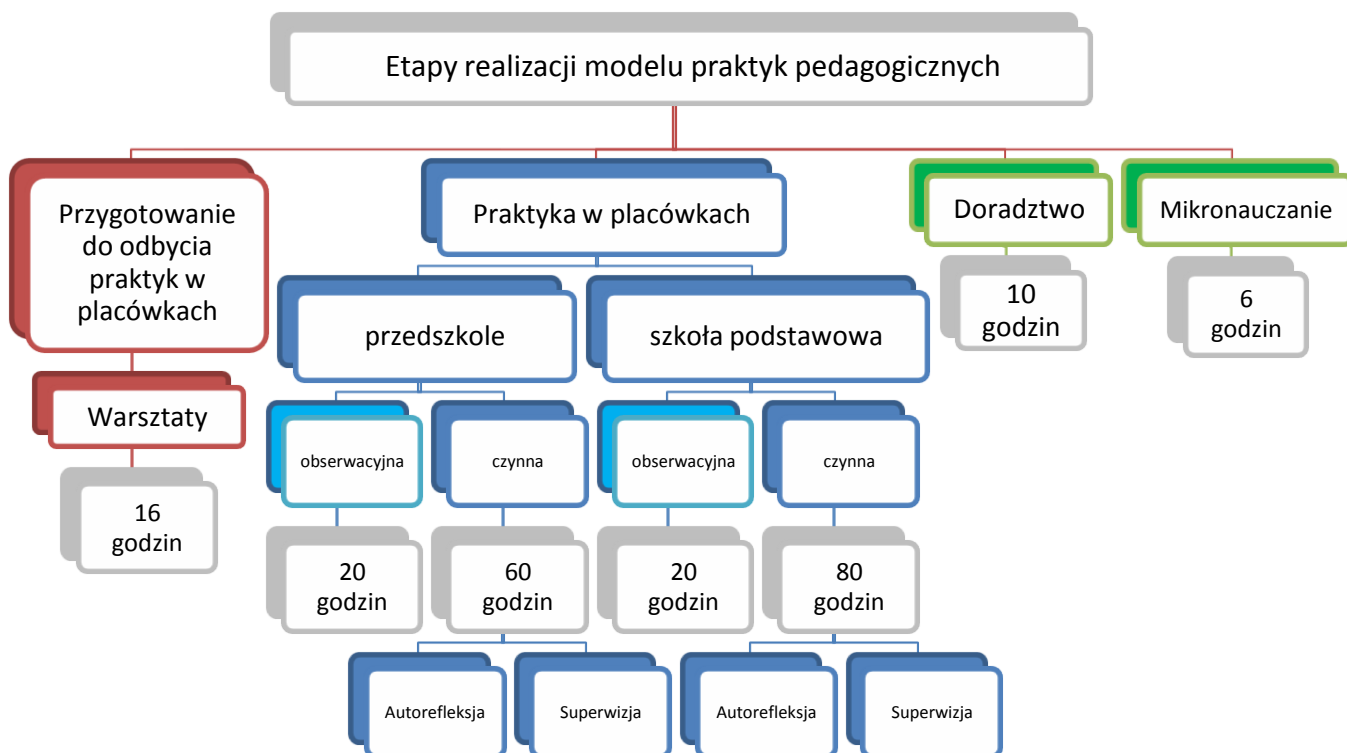 Etapy realizacji modelu praktyk pedagogicznych
Przygotowanie
do odbycia
praktyk w
placówkach
Praktyka w placówkach
Doradztwo
Mikronauczanie
10
godzin
6
godzin
przedszkole
szkoła podstawowa
Warsztaty
obserwacyjna
czynna
obserwacyjna
czynna
16
godzin
20
godzin
60
godzin
20
godzin
80
godzin
Autorefleksja
Superwizja
Autorefleksja
Superwizja